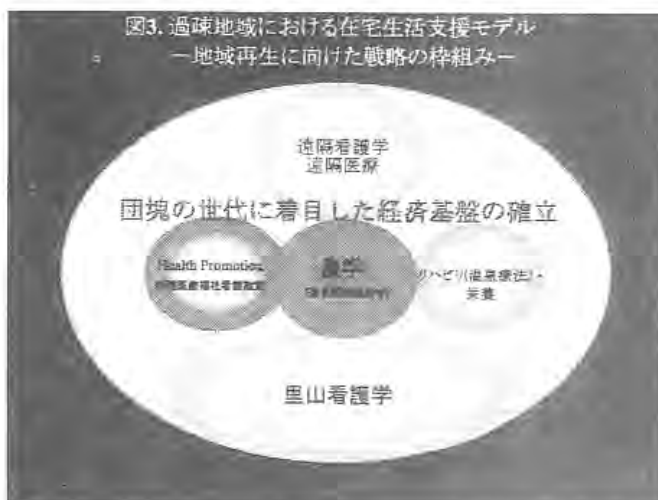 図3. 過疎地域における在宅生活支援モデル
ー地域再生に向けた戦略の枠組みー
遠隔看護学
遠隔医療
団塊の世代に着目した経済基盤の確立
Health Promotion
農学
リハビリ(温泉療法)・
栄養
里山看護学